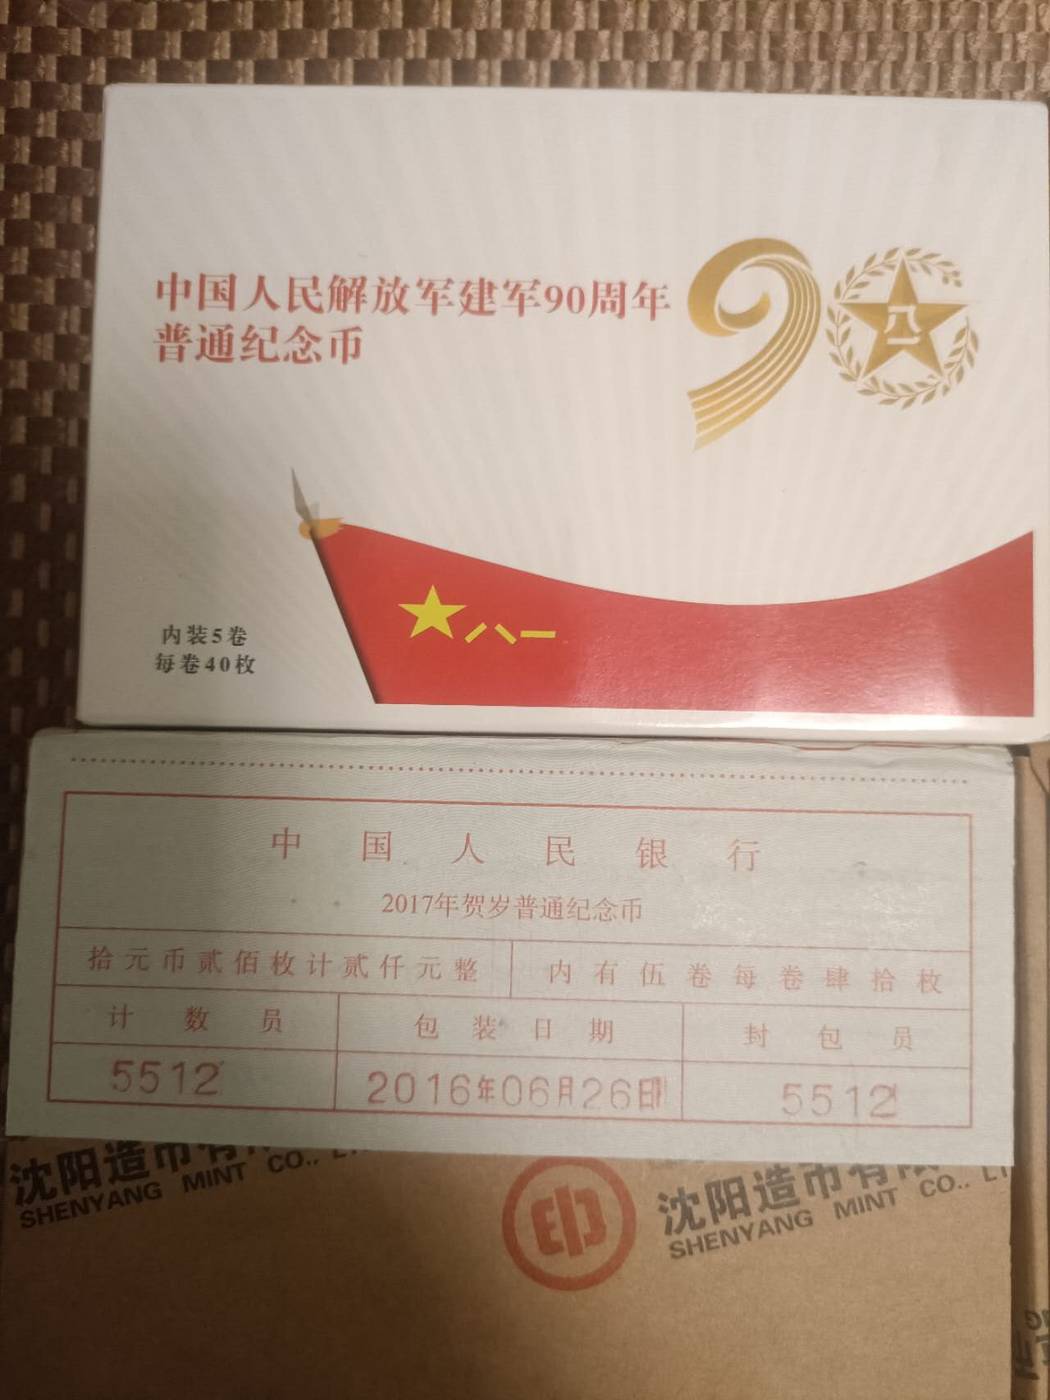 中国人民解放军建军90周年
普通纪念币
八一
八一
内装5卷
每卷40枚
中国人民银行
2017年贺岁普通纪念币
拾元币贰佰枚计贰仟元整
内有伍卷每卷肆拾枚
计数员
包装日期
封包员
5512
2016年06月26日
5512
沈阳造币有限
SHENYANG MINT CO., LT
沈阳造币有限
SHENYANG MINT CO., LT